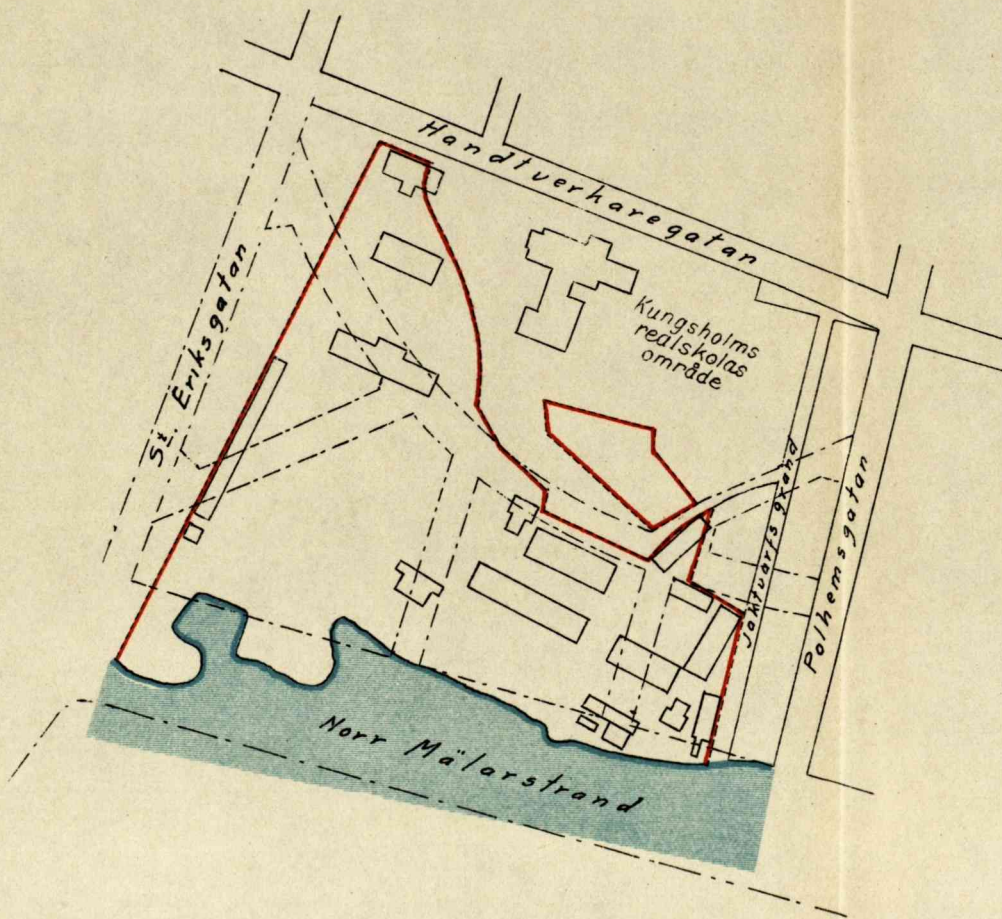 Handtverkaregatan
St. Eriksgatan
Kungsholms
realskolas
område
Jaktvarfsgränd
Polhemsgatan
Norr Mälarstrand